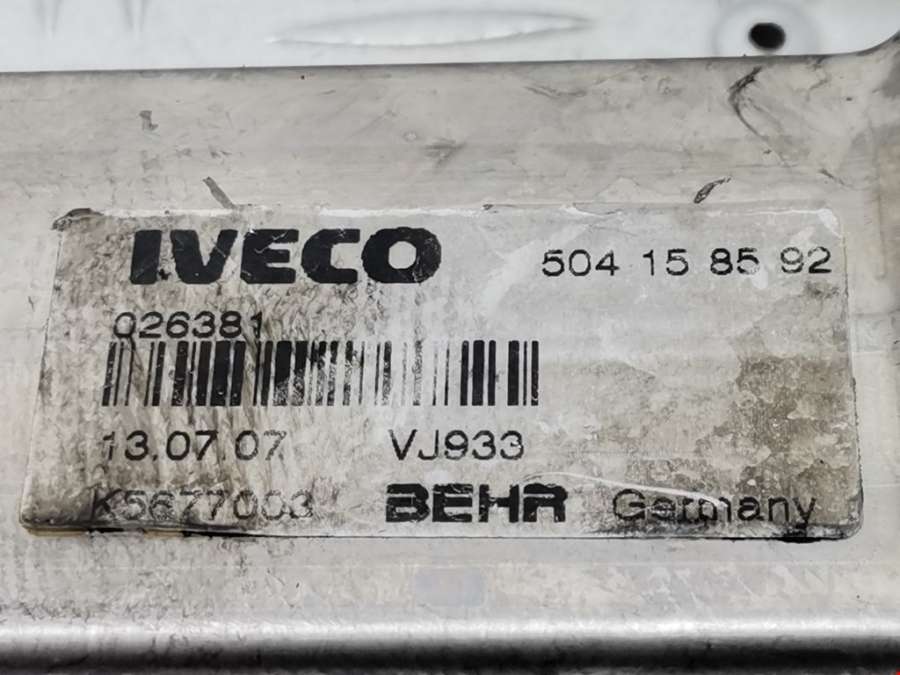 IVECO 504 15 85 92
026381
13.07.07 VJ933
K5677003 BEHR Germany